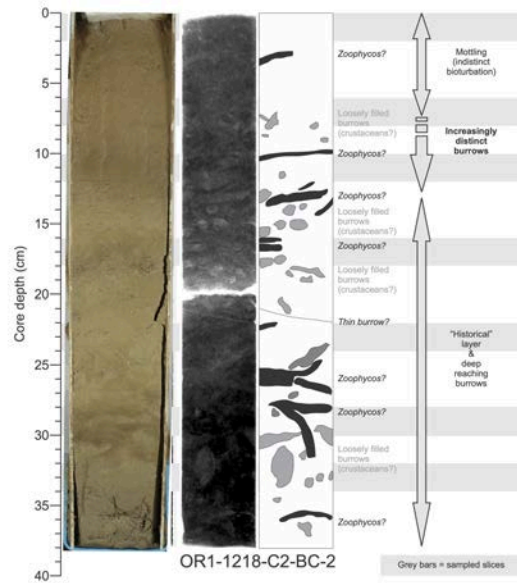 Core depth (cm)
0
5
10
15
20
25
30
35
40
Zoophycos?
Loosely filled
burrows
(crustaceans?)
Zoophycos?
Zoophycos?
Loosely filled
burrows
(crustaceans?)
Zoophycos?
Loosely filled
burrows
(crustaceans?)
Thin burrow?
Zoophycos?
Zoophycos?
Loosely filled
burrows
(crustaceans?)
Zoophycos?
Mottling
(indistinct
bioturbation)
Increasingly
distinct
burrows
"Historical"
layer
&
deep
reaching
burrows
OR1-1218-C2-BC-2
Grey bars = sampled slices